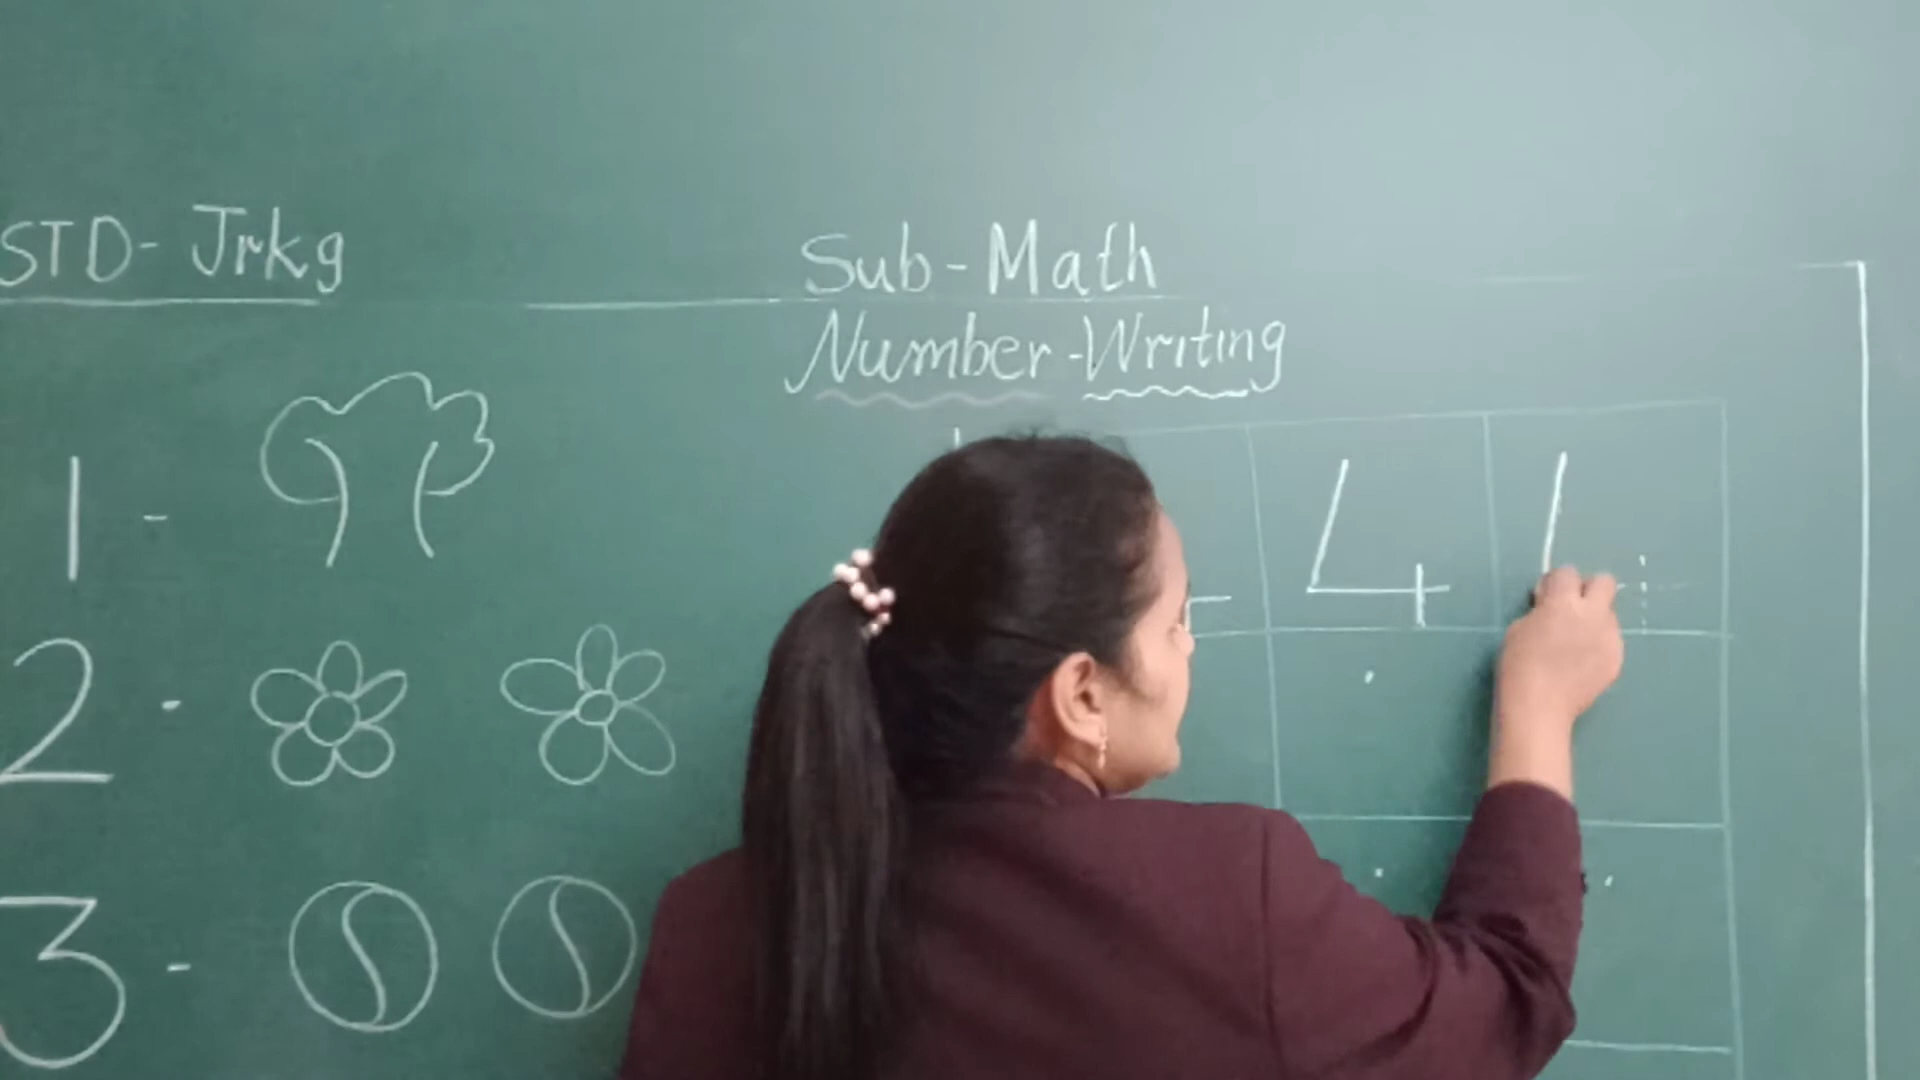 STD- Jrkg
Sub-Math
Number-Writing
1 -
4
2 -
3 -